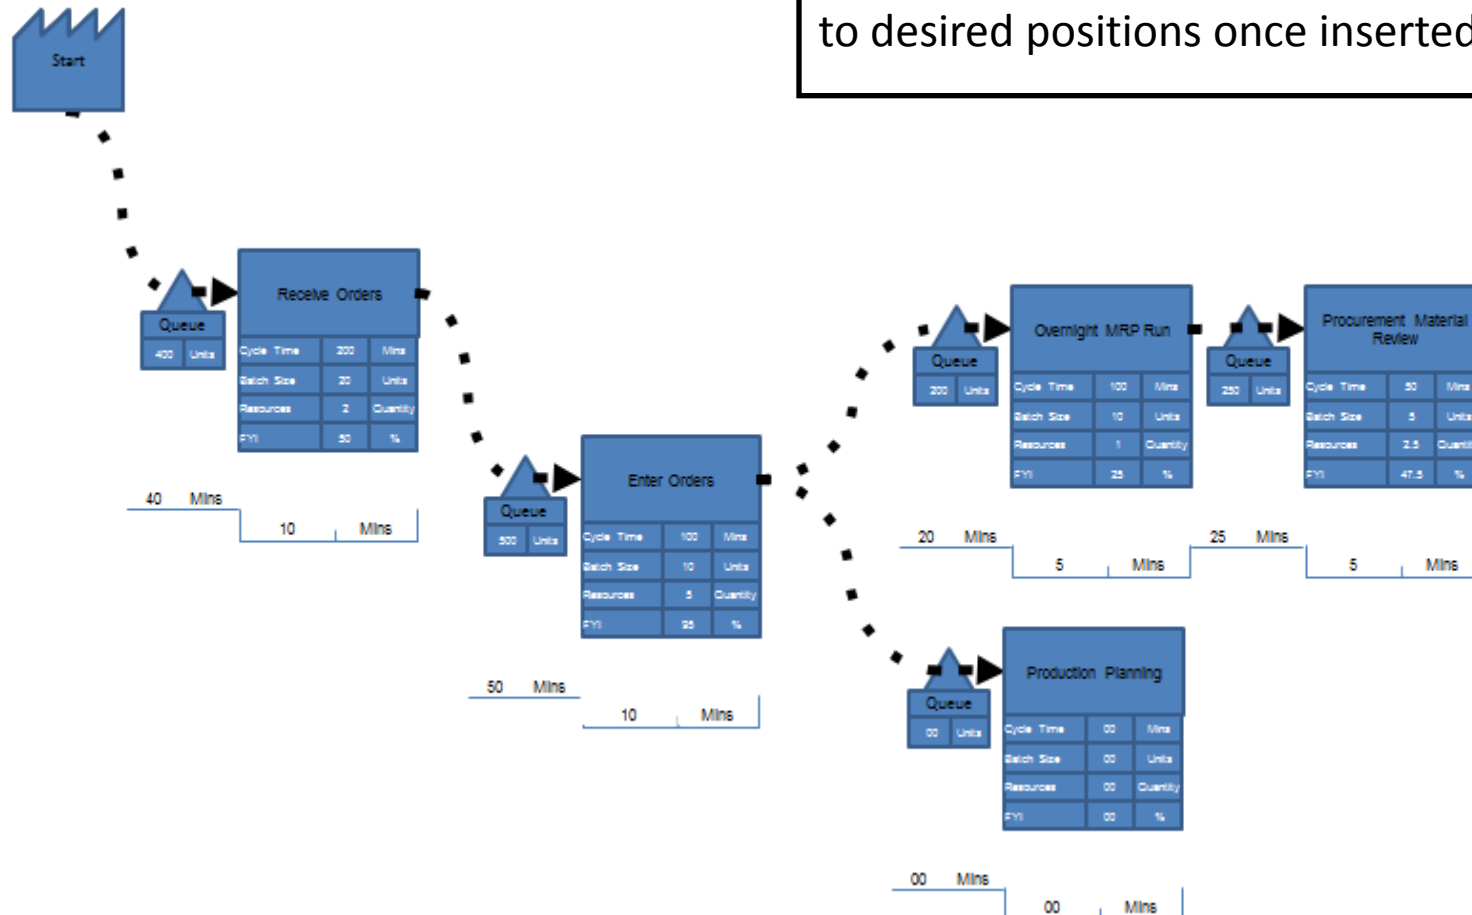 to desired positions once inserted
Start
Receive Orders
Queue
400 Units
Cycle Time 200 Mins
Batch Size 20 Units
Resources 2 Quantity
FYI 50 %
40 Mins
10 Mins
Enter Orders
Queue
500 Units
Cycle Time 100 Mins
Batch Size 10 Units
Resources 5 Quantity
FYI 95 %
50 Mins
10 Mins
Overnight MRP Run
Queue
200 Units
Cycle Time 100 Mins
Batch Size 10 Units
Resources 1 Quantity
FYI 25 %
20 Mins
5 Mins
Procurement Material
Review
Queue
250 Units
Cycle Time 50 Mins
Batch Size 5 Units
Resources 2.5 Quantit
FYI 47.5 %
25 Mins
5 Mins
Production Planning
Queue
00 Units
Cycle Time 00 Mins
Batch Size 00 Units
Resources 00 Quantity
FYI 00 %
00 Mins
00 Mins